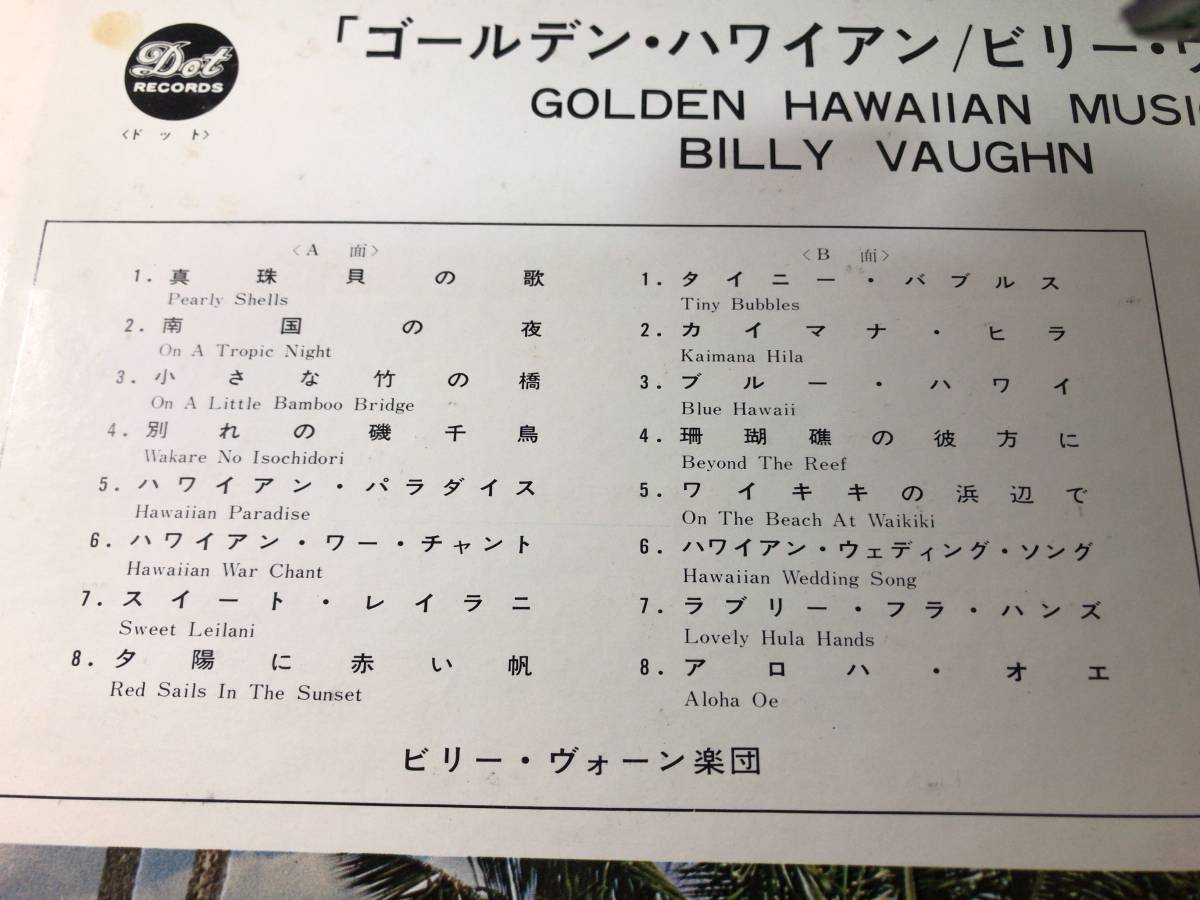 Dot
RECORDS
〈ドット〉
「ゴールデン・ハワイアン/ビリー・
GOLDEN HAWAIIAN
BILLY VAUGHN
〈A 面〉
1. 真珠貝の歌
Pearly Shells
2. 南国の夜
On A Tropic Night
3. 小さな竹の橋
On A Little Bamboo Bridge
4. 別れの磯千鳥
Wakare No Isochidori
5. ハワイアン・パラダイス
Hawaiian Paradise
6. ハワイアン・ワー・チャント
Hawaiian War Chant
7. スイート・レイラニ
Sweet Leilani
8. 夕陽に赤い帆
Red Sails In The Sunset
〈B 面〉
1. タイニー・バブルス
Tiny Bubbles
2. カイマナ・ヒラ
Kaimana Hila
3. ブルー・ハワイ
Blue Hawaii
4. 珊瑚礁の彼方に
Beyond The Reef
5. ワイキキの浜辺で
On The Beach At Waikiki
6. ハワイアン・ウェディング・ソング
Hawaiian Wedding Song
7. ラブリー・フラ・ハンズ
Lovely Hula Hands
8. アロハ・オエ
Aloha Oe
ビリー・ヴォーン楽団